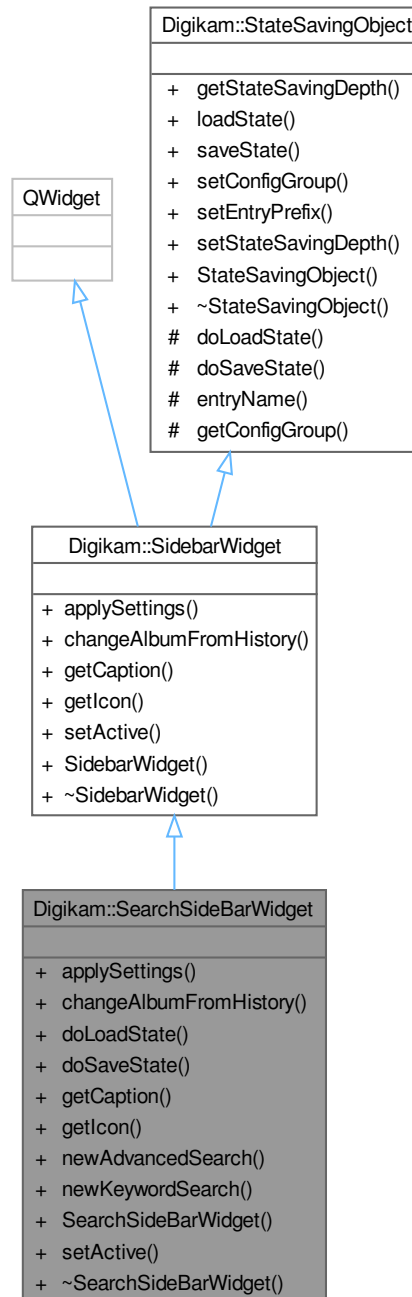 Digikam::StateSavingObject
+ getStateSavingDepth()
+ loadState()
+ saveState()
+ setConfigGroup()
+ setEntryPrefix()
+ setStateSavingDepth()
+ StateSavingObject()
+ ~StateSavingObject()
# doLoadState()
# doSaveState()
# entryName()
# getConfigGroup()
QWidget
Digikam::SidebarWidget
+ applySettings()
+ changeAlbumFromHistory()
+ getCaption()
+ getIcon()
+ setActive()
+ SidebarWidget()
+ ~SidebarWidget()
Digikam::SearchSideBarWidget
+ applySettings()
+ changeAlbumFromHistory()
+ doLoadState()
+ doSaveState()
+ getCaption()
+ getIcon()
+ newAdvancedSearch()
+ newKeywordSearch()
+ SearchSideBarWidget()
+ setActive()
+ ~SearchSideBarWidget()